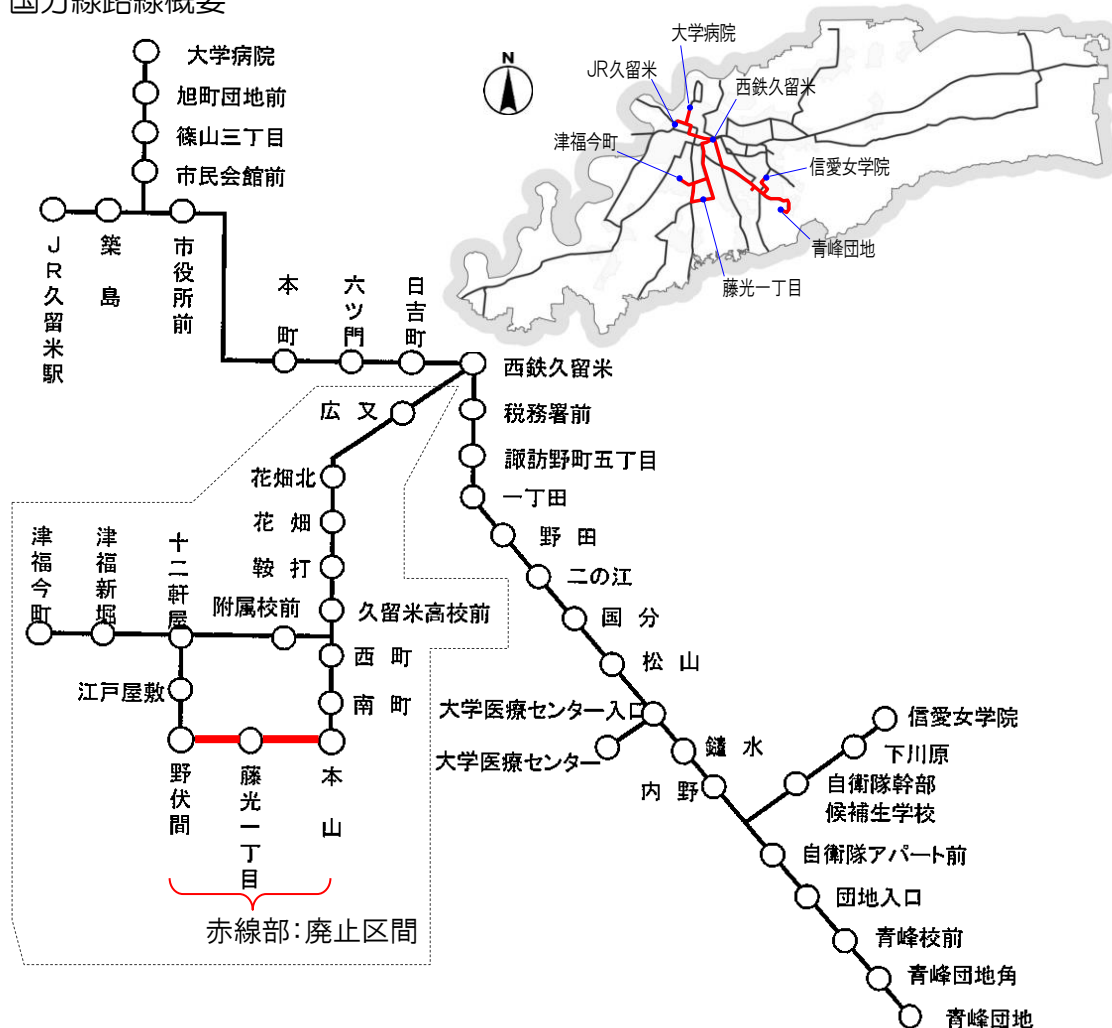 国分線路線概要
大学病院
旭町団地前
篠山三丁目
市民会館前
JR久留米駅
築島
市役所前
本町
六ツ門
日吉町
西鉄久留米
税務署前
諏訪野町五丁目
一丁田
野田
二の江
国分
松山
大学医療センター入口
大学医療センター
鑓水
内野
信愛女学院
下川原
自衛隊幹部
候補生学校
自衛隊アパート前
団地入口
青峰校前
青峰団地角
青峰団地
広又
花畑北
花畑
鞍打
久留米高校前
附属校前
十二軒屋
津福新堀
津福今町
西町
南町
江戸屋敷
野伏間
藤光一丁目
本山
赤線部：廃止区間
N
大学病院
JR久留米
西鉄久留米
津福今町
信愛女学院
青峰団地
藤光一丁目